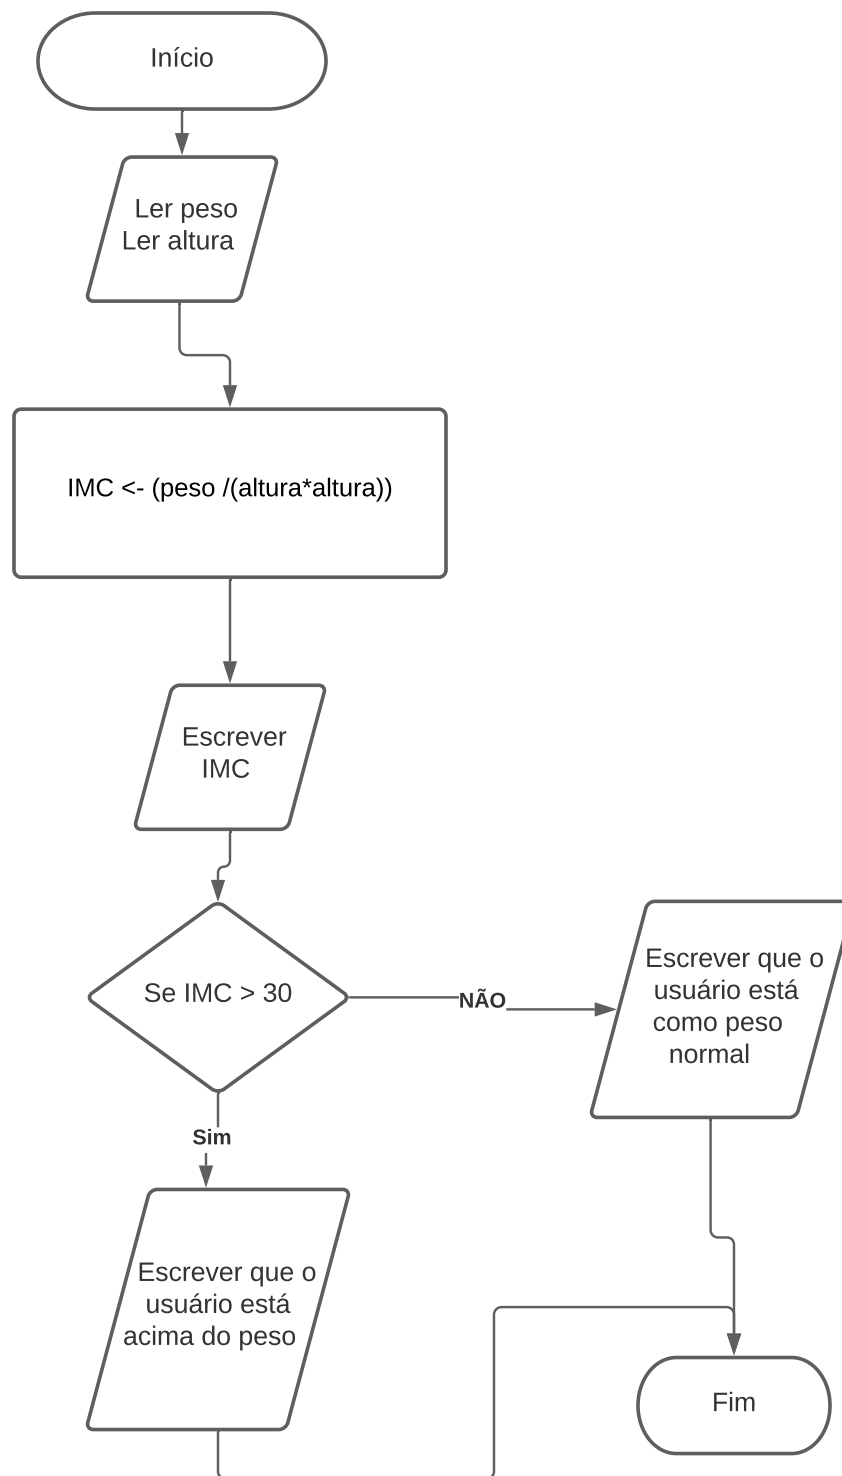 Início
Ler peso
Ler altura
IMC <- (peso /(altura*altura))
Escrever
IMC
Se IMC > 30
NÃO
Escrever que o
usuário está
como peso
normal
Sim
Escrever que o
usuário está
acima do peso
Fim